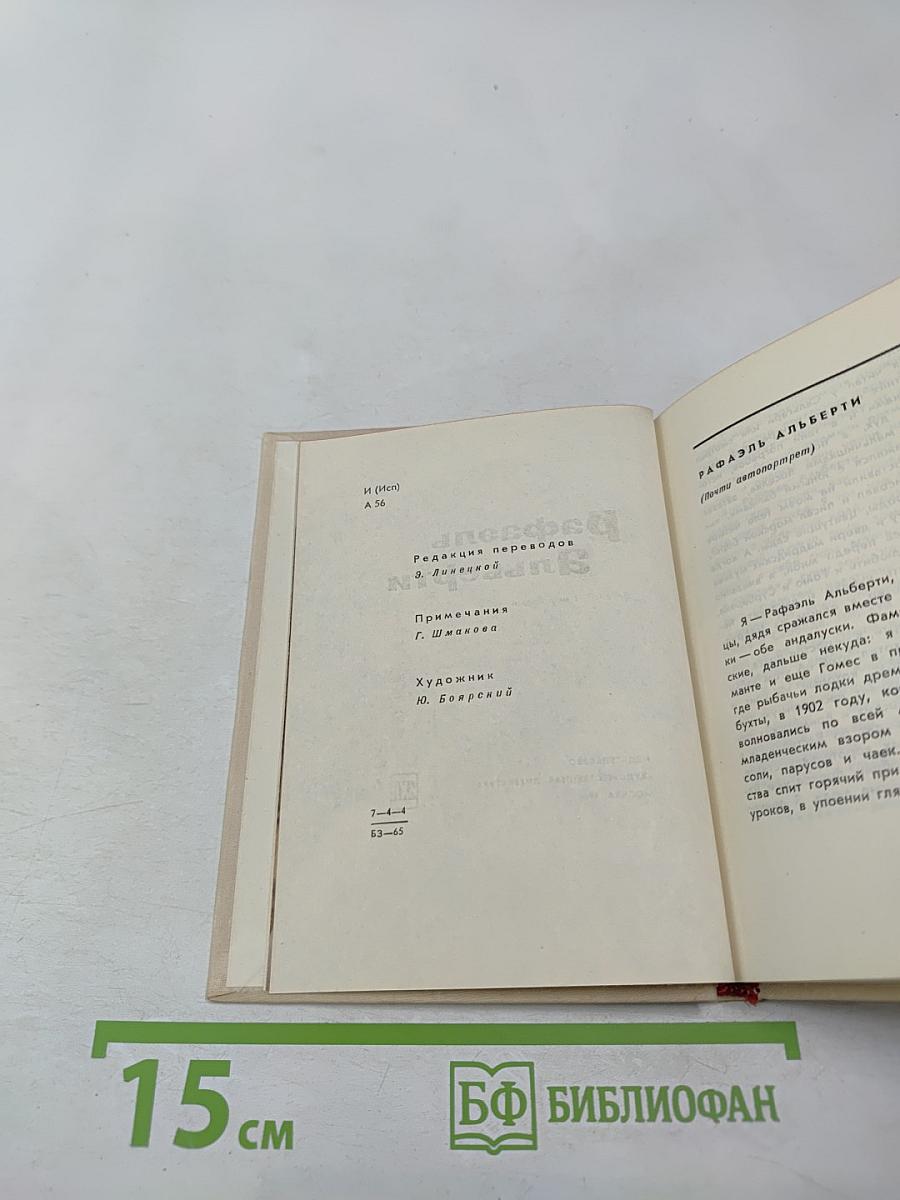 И (Исп)
А 56
Редакция переводов
Э. Линецкой
Примечания
Г. Шмакова
Художник
Ю. Боярский
7—4—4
БЗ—65
РАФАЭЛЬ АЛЬБЕРТИ
(Почти автопортрет)
Я — Рафаэль Альберти,
цы, дядя сражался вместе
ки — обе андалуски. Фам
ские, дальше некуда: я
манте и еще Гомес в пр
где рыбачьи лодки дрем
бухты, в 1902 году, ко
волновались по всей
младенческим взором
соли, парусов и чаек.
ства спит горячий при
уроков, в упоении гля
15 см
БФ БИБЛИОФАН